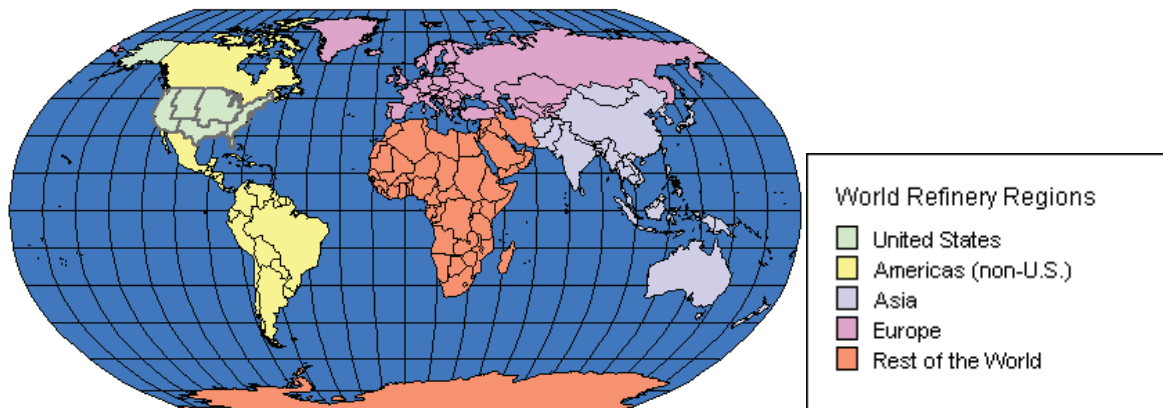 World Refinery Regions
United States
Americas (non-U.S.)
Asia
Europe
Rest of the World